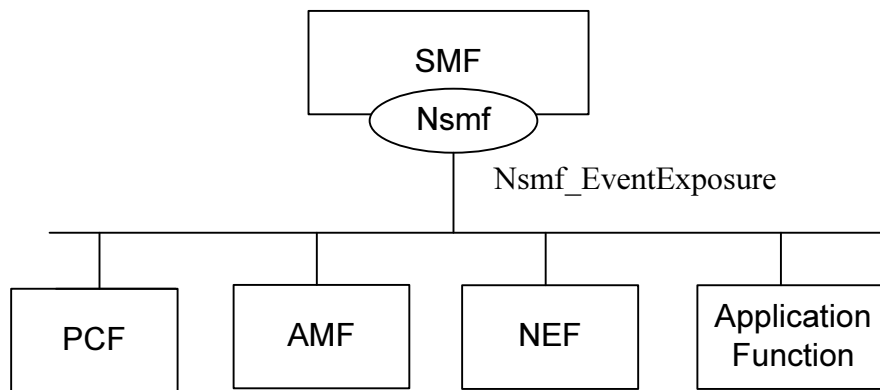 SMF
Nsmf
Nsmf_EventExposure
PCF
AMF
NEF
Application
Function